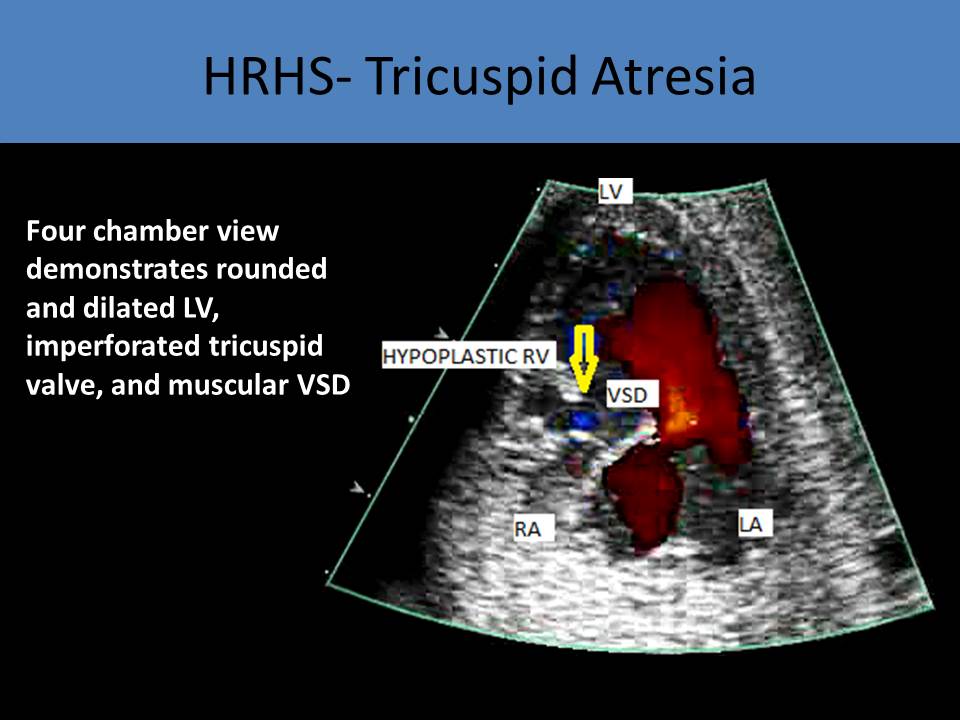 HRHS- Tricuspid Atresia
Four chamber view
demonstrates rounded
and dilated LV,
imperforated tricuspid
valve, and muscular VSD
LV
HYPOPLASTIC RV
VSD
RA
LA